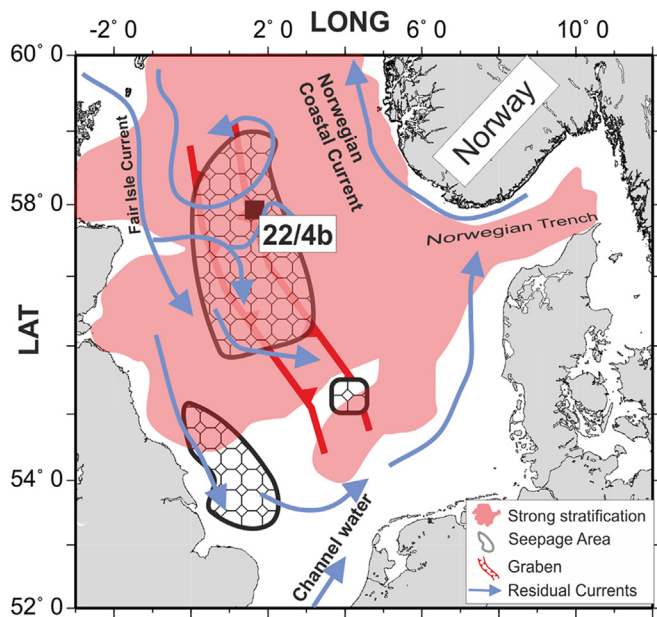 LONG
-2° 0 2° 0 6° 0 10° 0
60° 0
58° 0
54° 0
52° 0
LAT
Fair Isle Current
Norwegian
Coastal Current
Norway
Norwegian Trench
22/4b
Channel water
Strong stratification
Seepage Area
Graben
Residual Currents